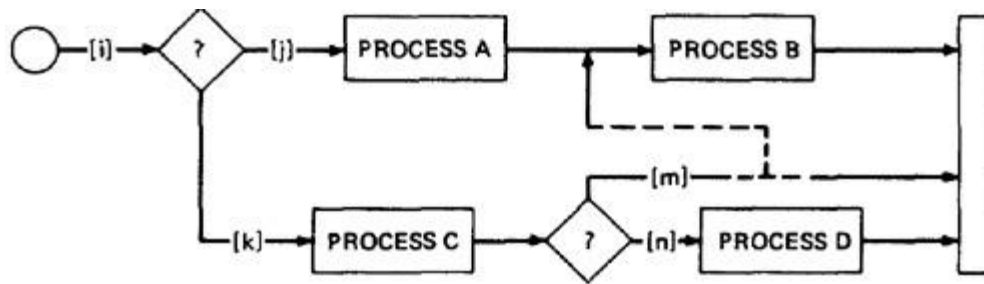 [i]
?
[j]
PROCESS A
PROCESS B
[m]
[k]
PROCESS C
?
[n]
PROCESS D